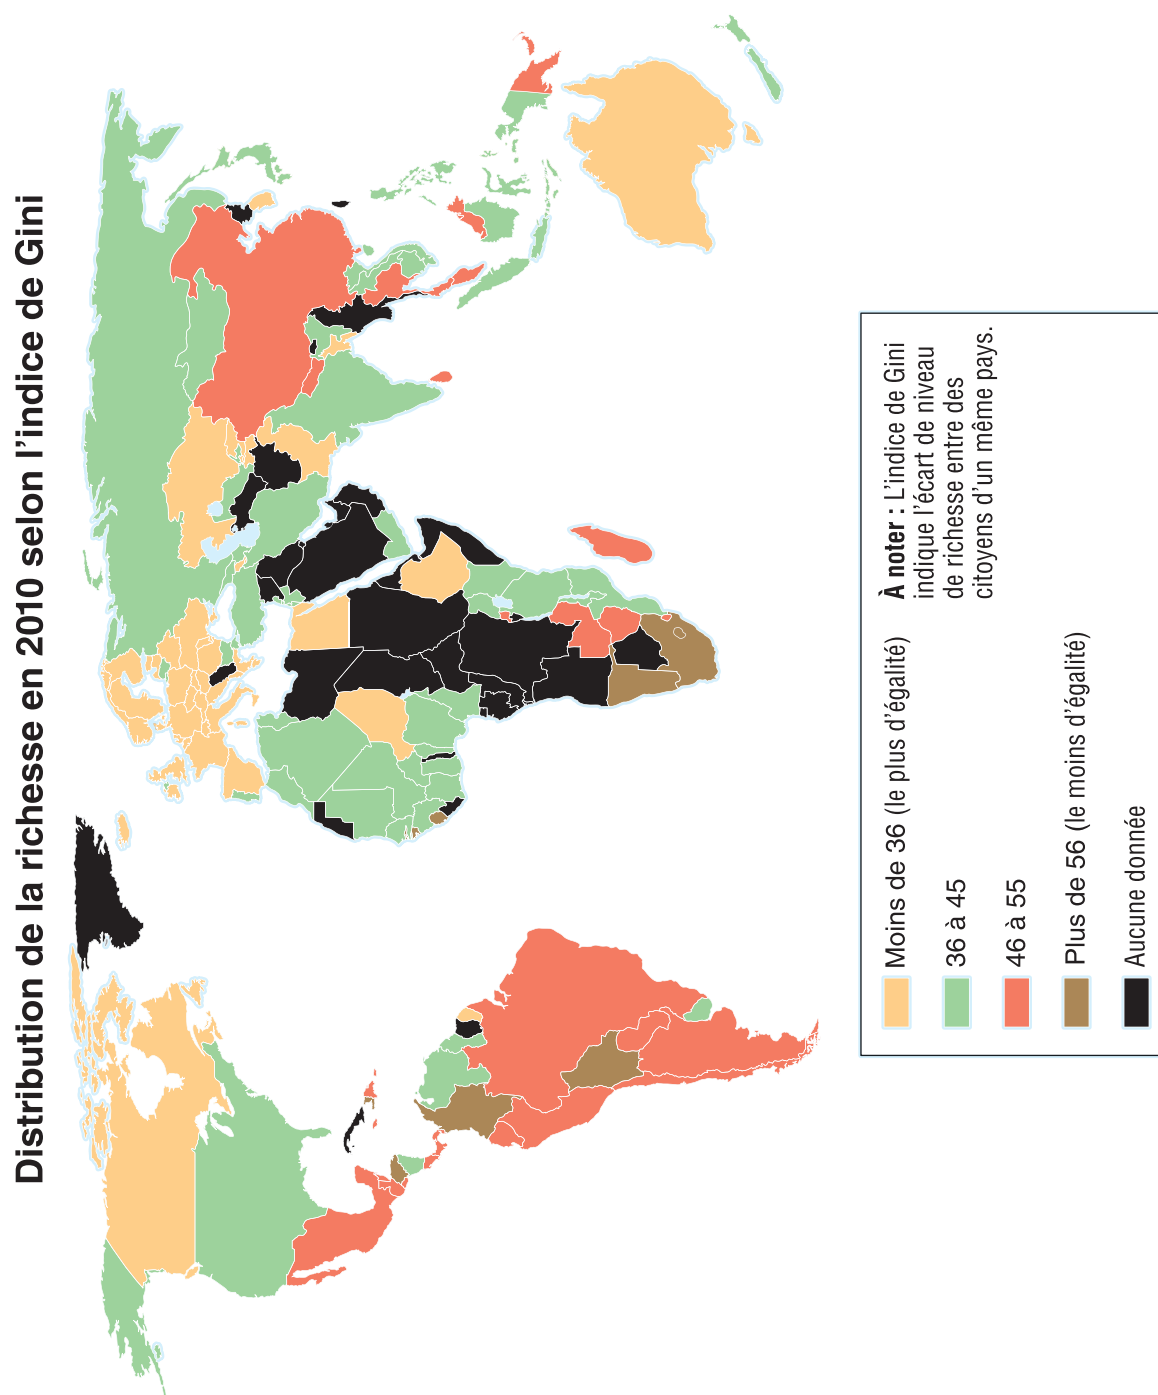 Distribution de la richesse en 2010 selon l’indice de Gini
Moins de 36 (le plus d’égalité)
36 à 45
46 à 55
Plus de 56 (le moins d’égalité)
Aucune donnée
À noter : L’indice de Gini
indique l’écart de niveau
de richesse entre des
citoyens d’un même pays.